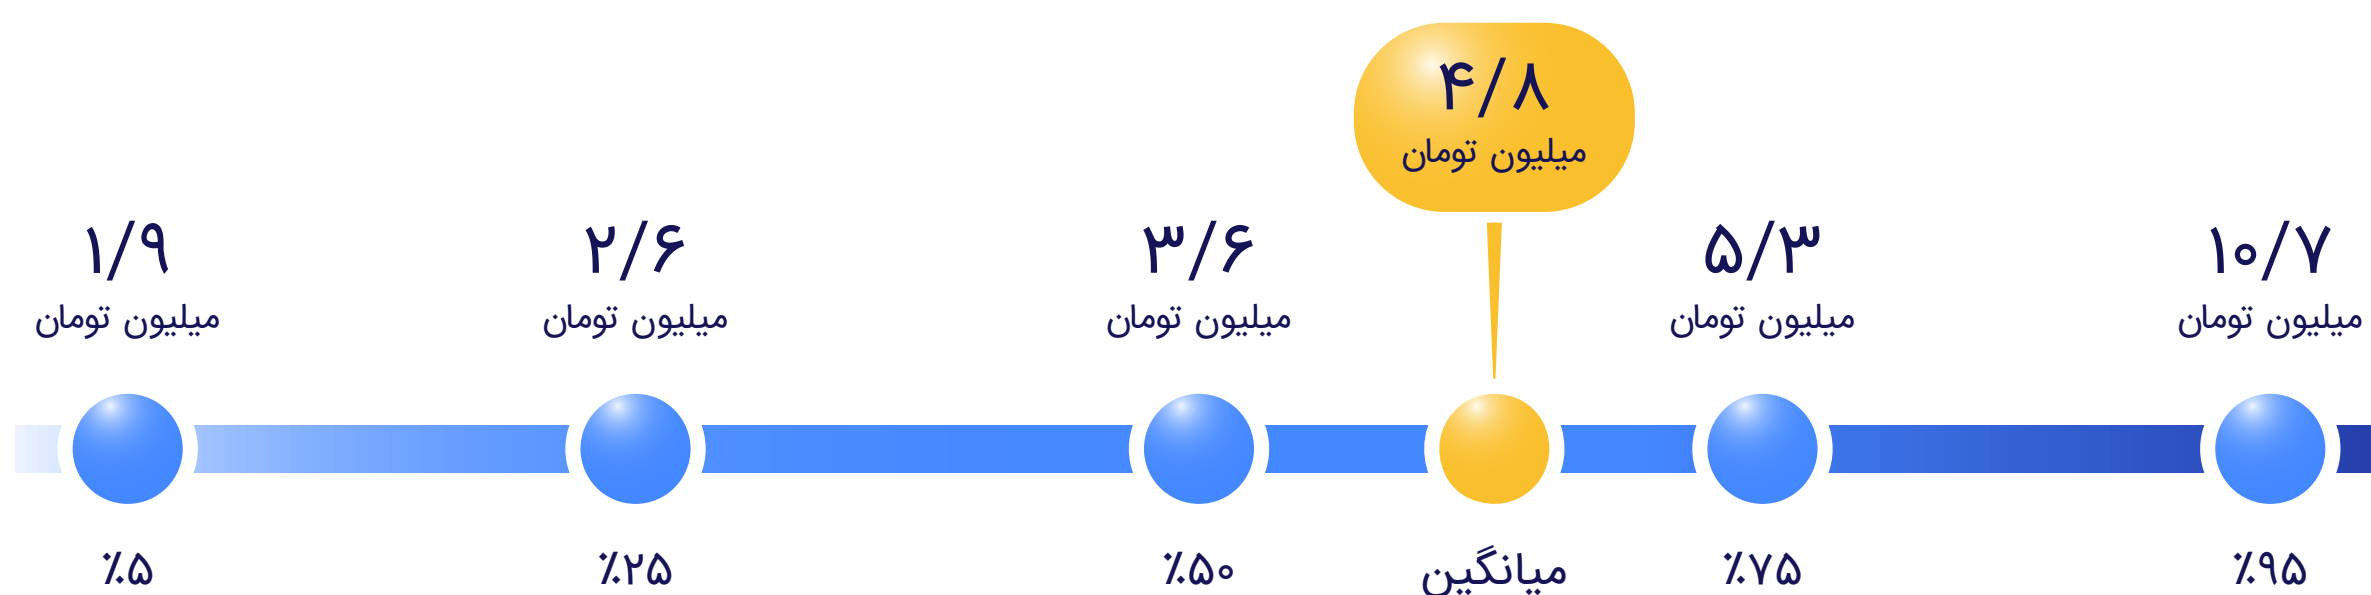 ۴/۸
میلیون تومان
۱/۹
میلیون تومان
۲/۶
میلیون تومان
۳/۶
میلیون تومان
۵/۳
میلیون تومان
۱۰/۷
میلیون تومان
٪۵
٪۲۵
٪۵۰
میانگین
٪۷۵
٪۹۵